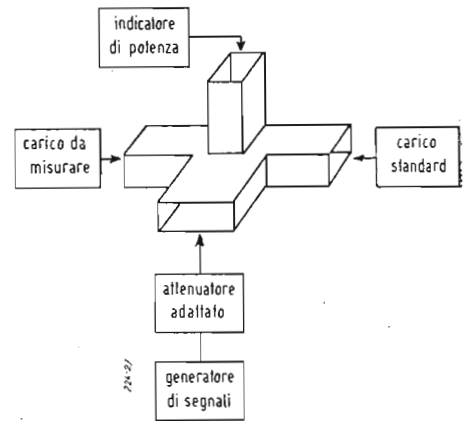 indicatore
di potenza
carico da
misurare
carico
standard
attenuatore
adattato
generatore
di segnali